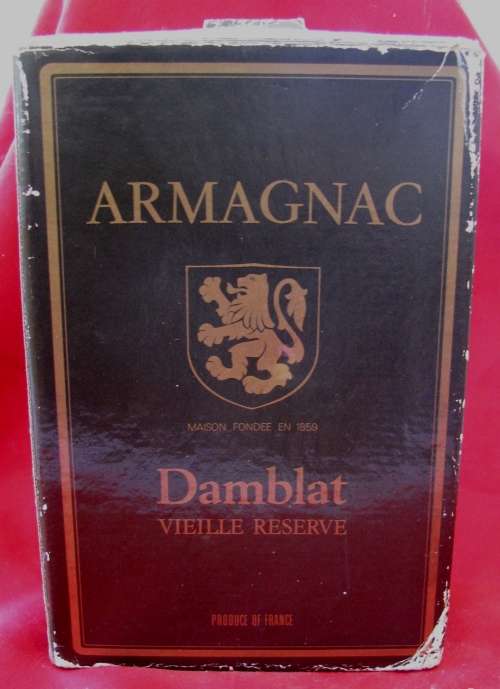 ARMAGNAC
MAISON FONDEE EN 1859
Damblat
VIEILLE RESERVE
PRODUCE OF FRANCE